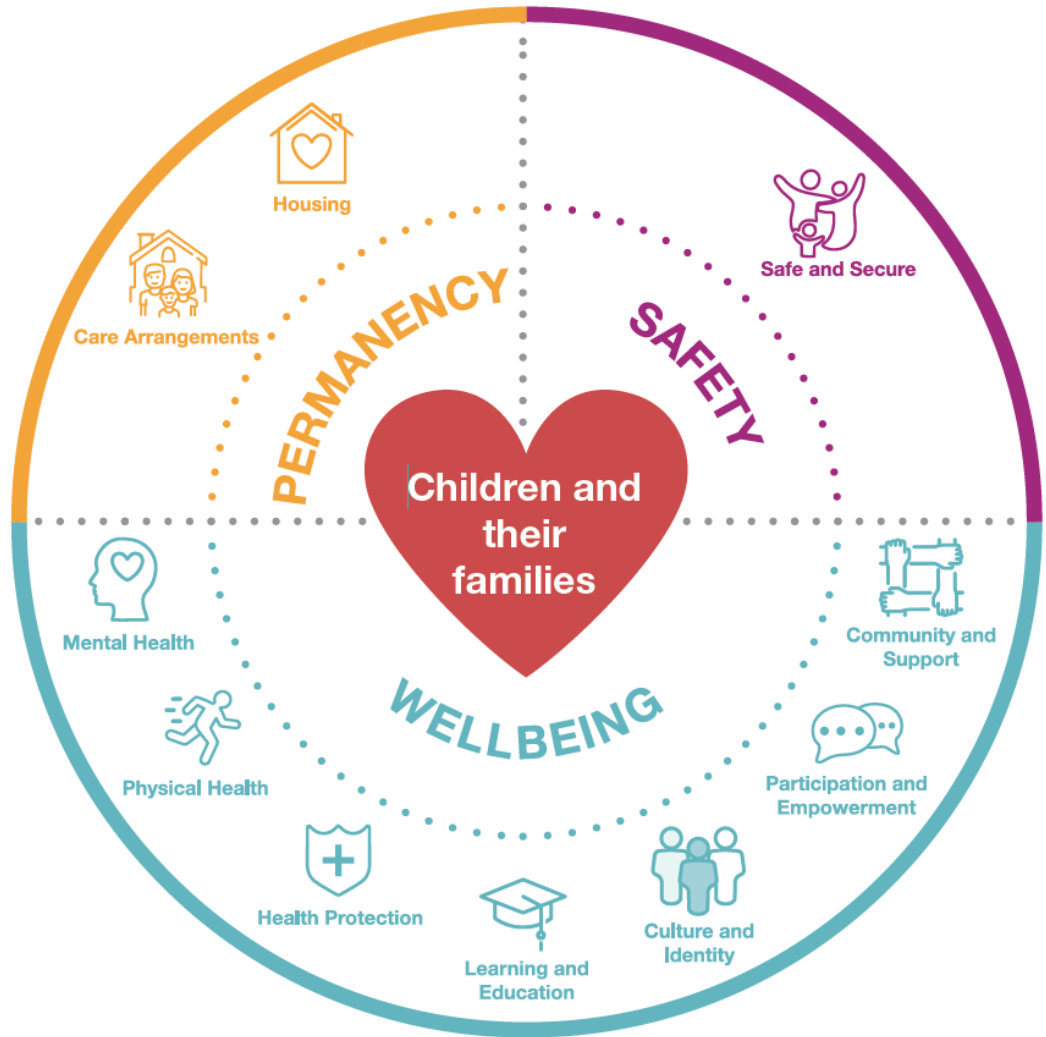 Housing
Care Arrangements
PERMANENCY
Safe and Secure
SAFETY
Children and
their
families
WELLBEING
Mental Health
Physical Health
Health Protection
Learning and
Education
Culture and
Identity
Participation and
Empowerment
Community and
Support